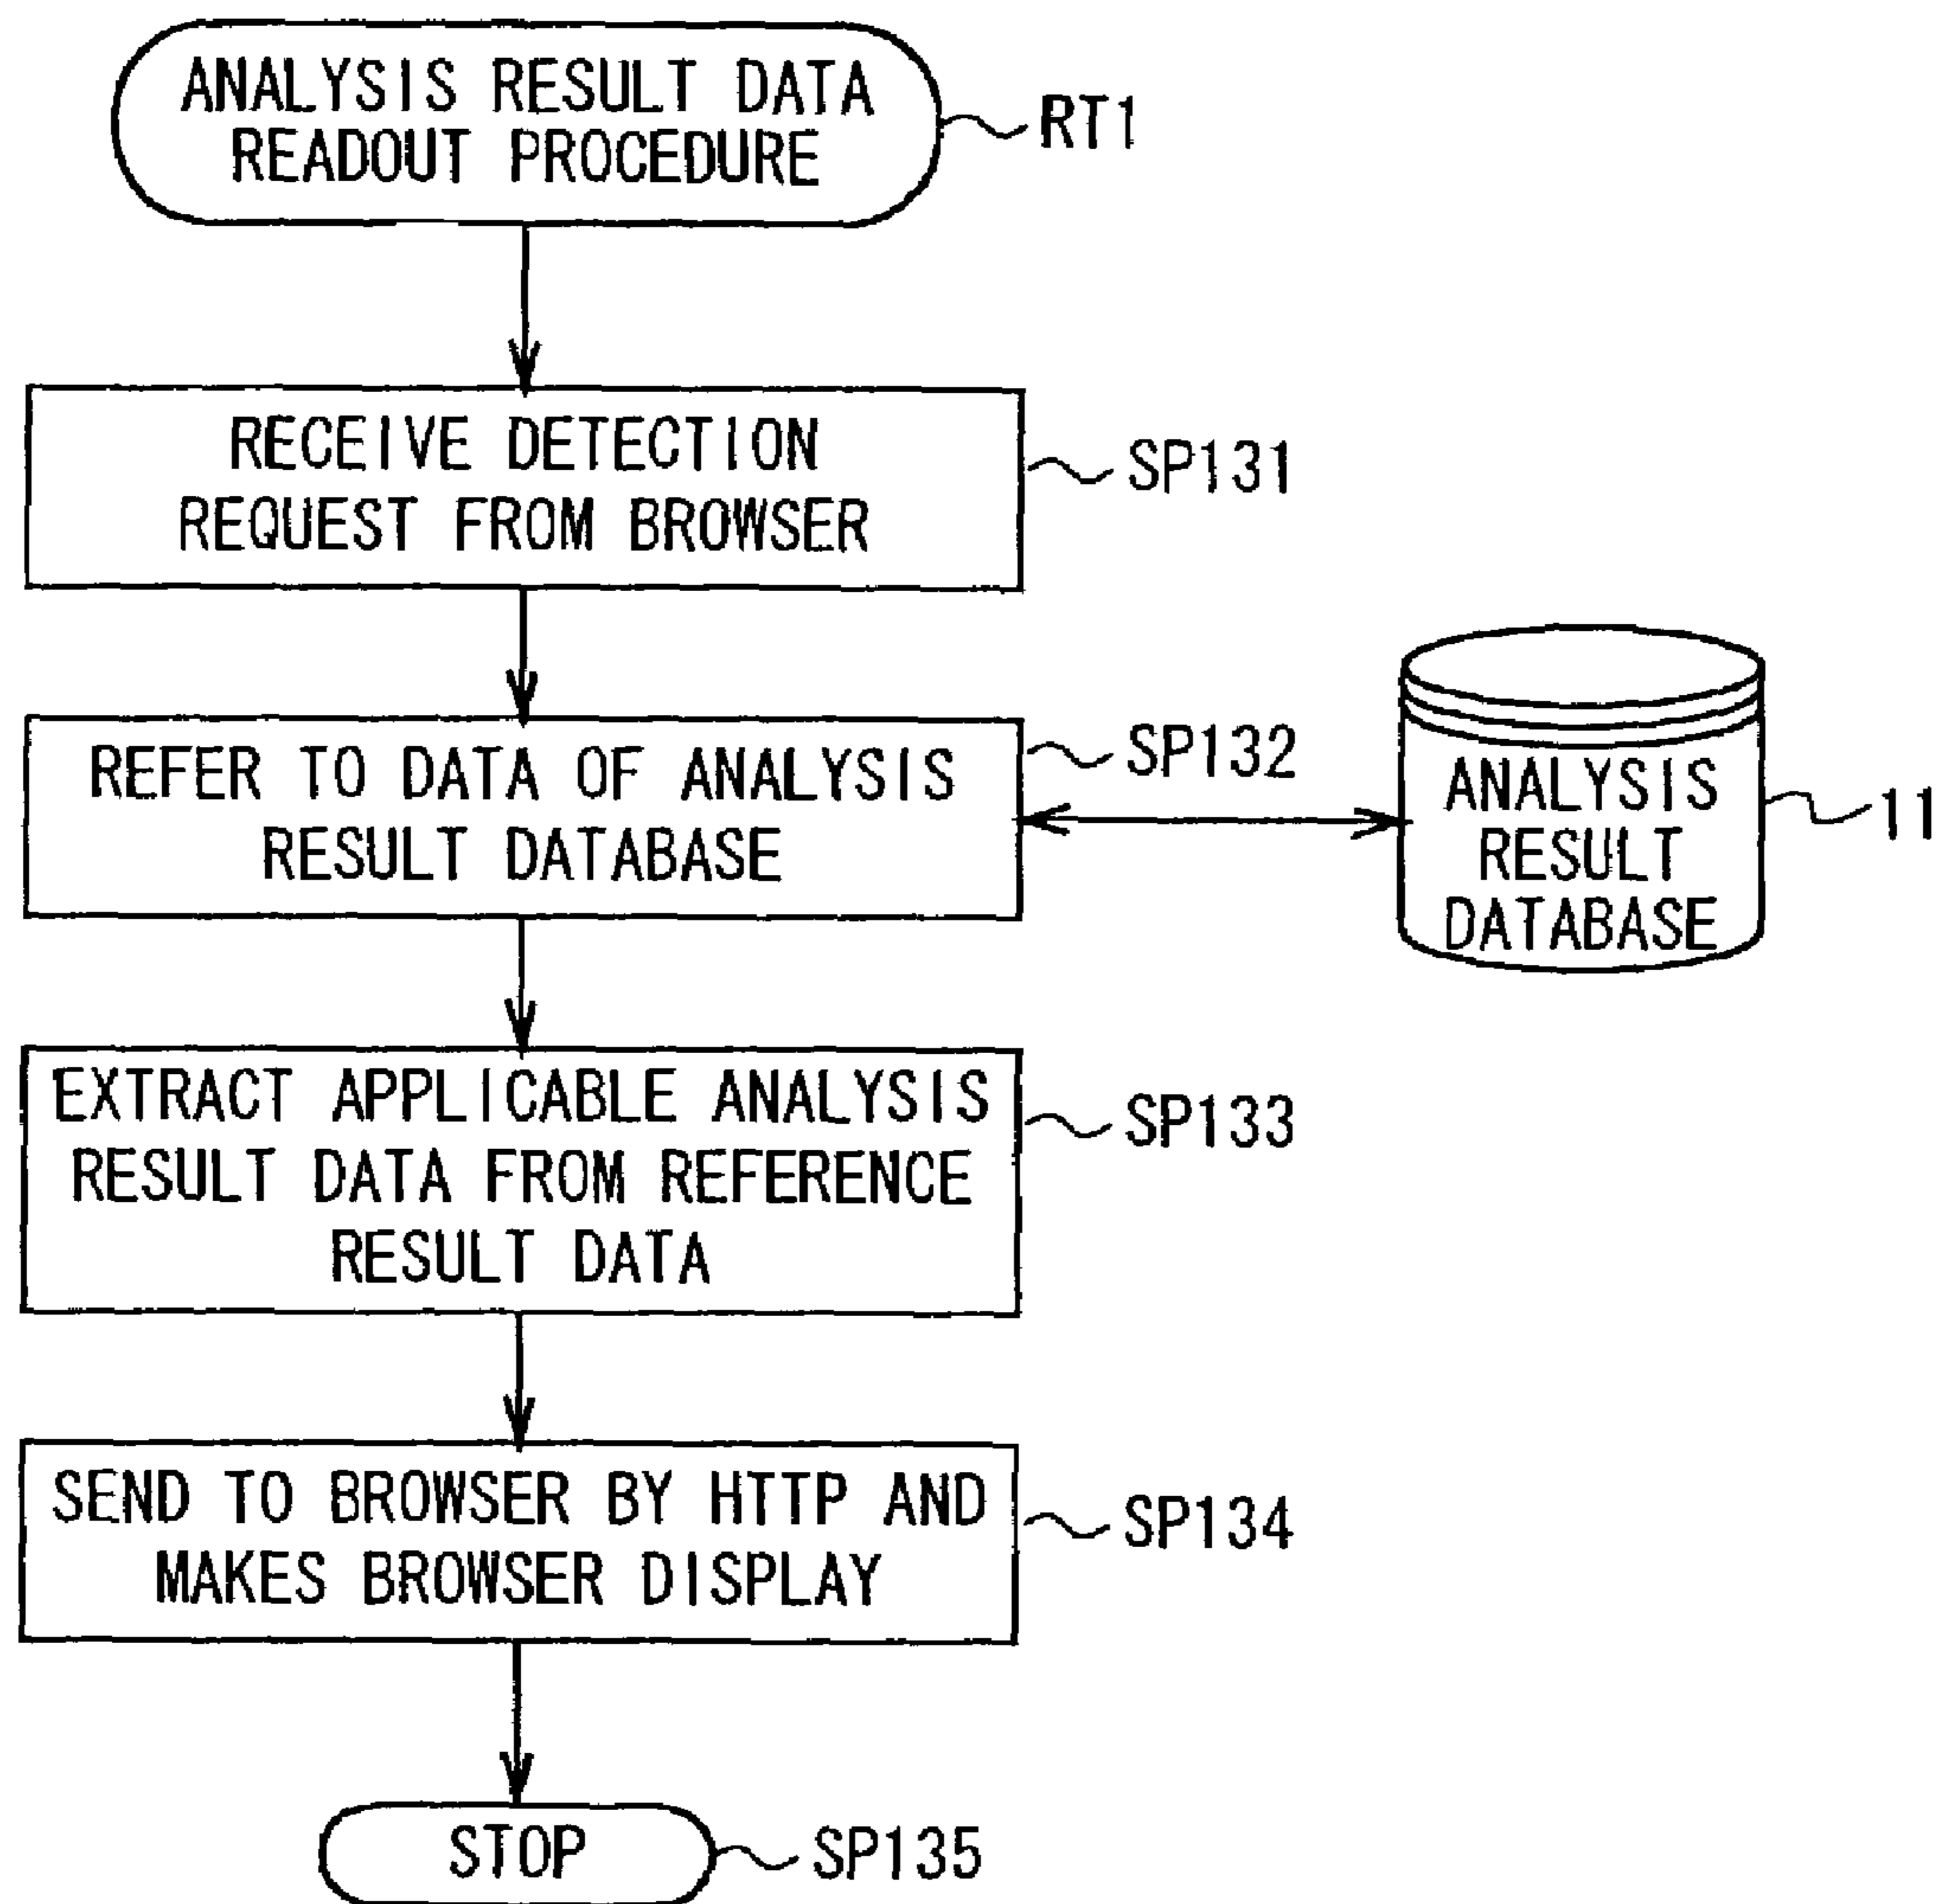 ANALYSIS RESULT DATA
READOUT PROCEDURE
RT1
RECEIVE DETECTION
REQUEST FROM BROWSER
SP131
REFER TO DATA OF ANALYSIS
RESULT DATABASE
SP132
ANALYSIS
RESULT
DATABASE
11
EXTRACT APPLICABLE ANALYSIS
RESULT DATA FROM REFERENCE
RESULT DATA
SP133
SEND TO BROWSER BY HTTP AND
MAKES BROWSER DISPLAY
SP134
STOP
SP135